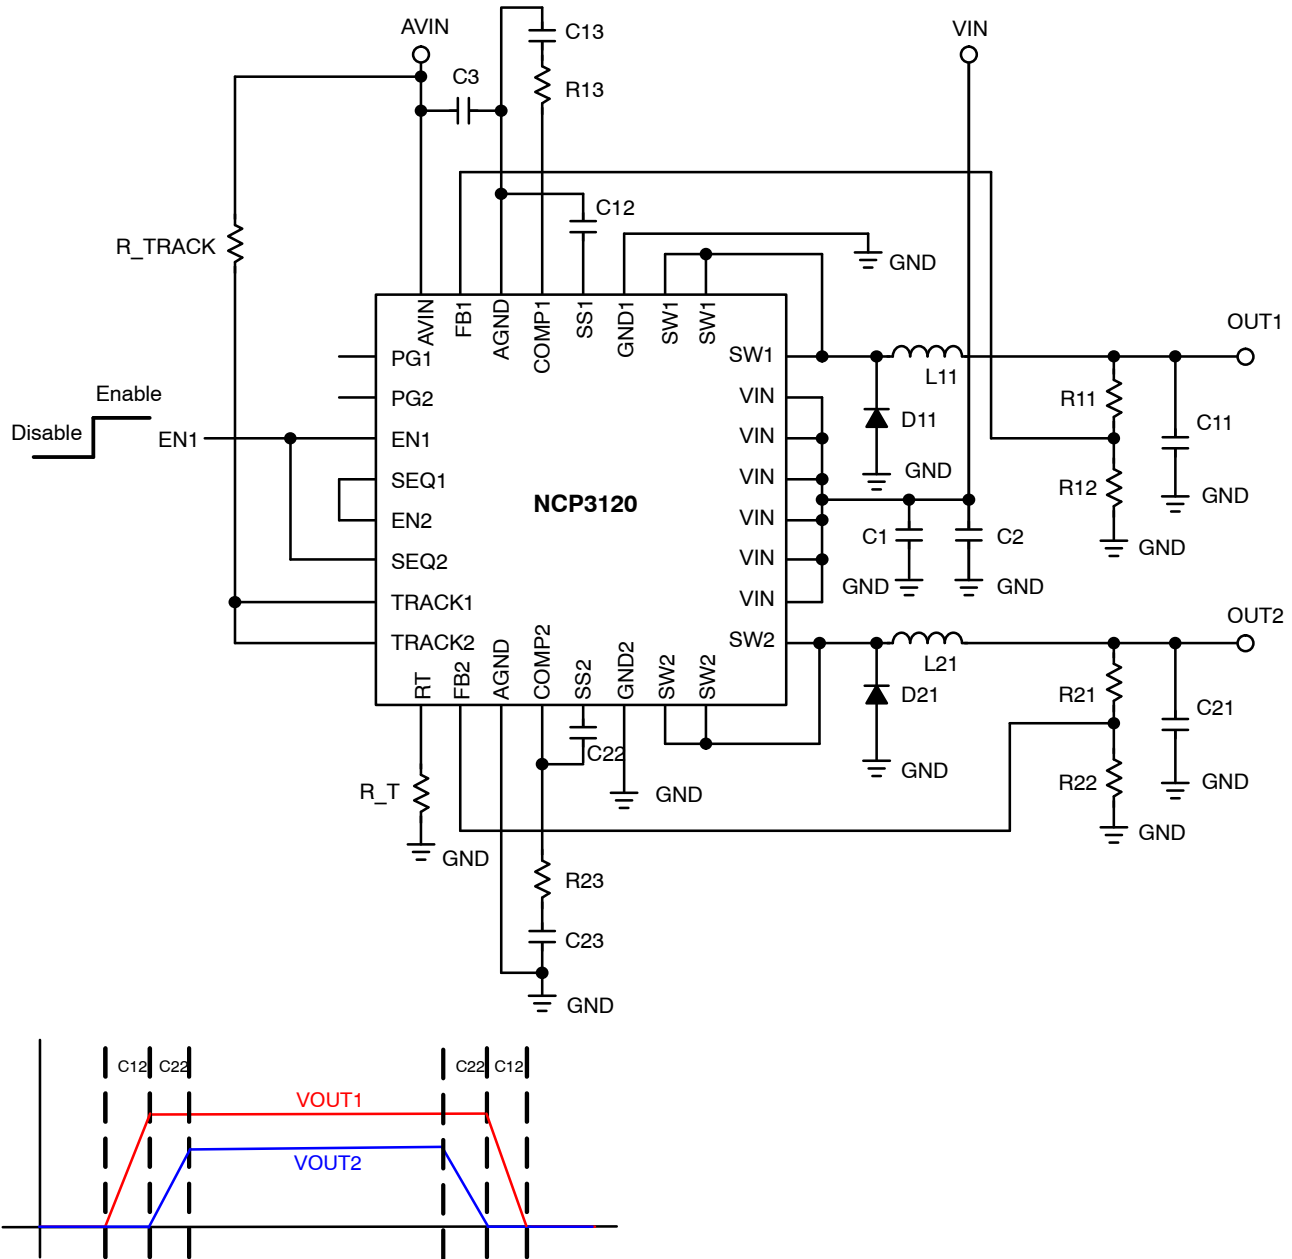 AVIN
VIN
C13
C3
R13
C12
R_TRACK
GND
AVIN
FB1
AGND
COMP1
SS1
GND1
SW1
SW1
OUT1
PG1
SW1
L11
Enable
PG2
VIN
R11
Disable
EN1
EN1
VIN
D11
C11
SEQ1
VIN
GND
R12
GND
NCP3120
EN2
VIN
C1
C2
GND
SEQ2
VIN
GND
GND
TRACK1
VIN
OUT2
TRACK2
SW2
L21
RT
FB2
AGND
COMP2
SS2
GND2
SW2
SW2
R21
D21
C21
C22
GND
R_T
GND
R22
GND
GND
GND
R23
C23
GND
C12
C22
C22
C12
VOUT1
VOUT2